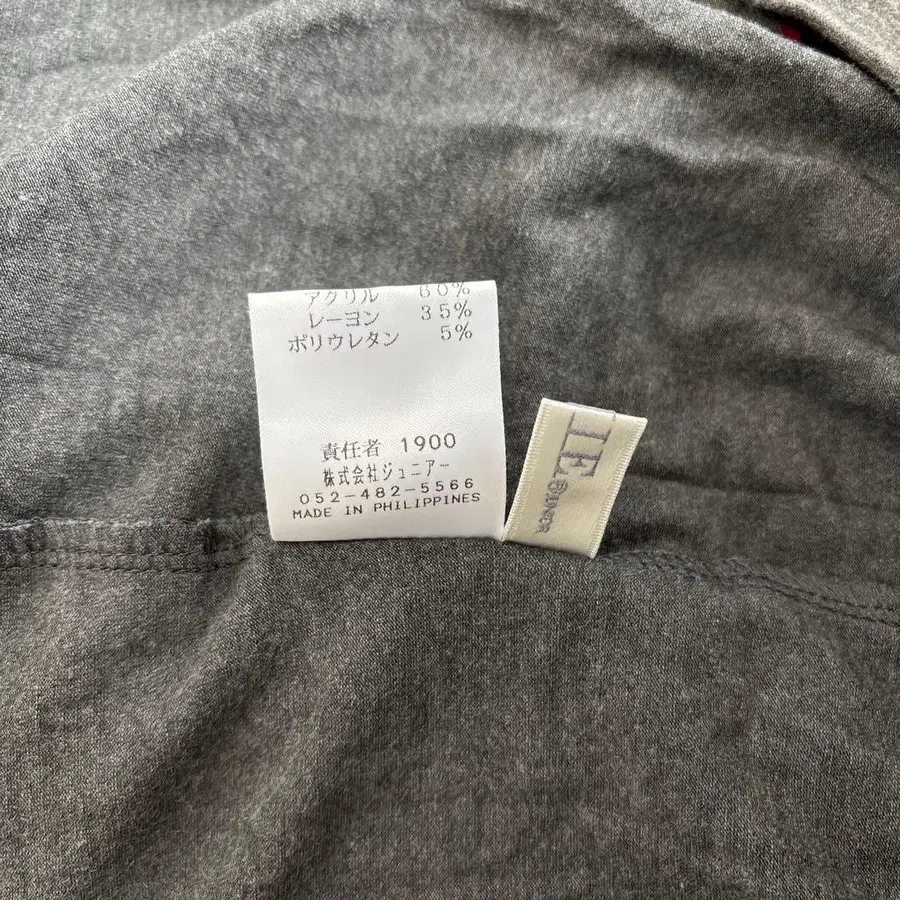 アクリル 60%
レーヨン 35%
ポリウレタン 5%
責任者 1900
株式会社ジュニアー
052-482-5566
MADE IN PHILIPPINES
IE